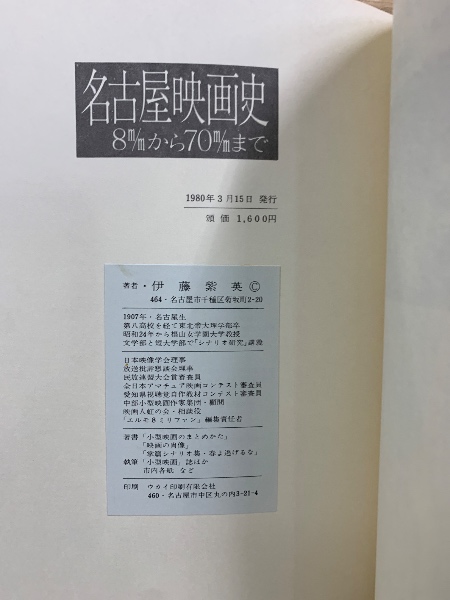 名古屋映画史
8m/mから70m/mまで
1980年3月15日 発行
頒価 1,600円
著者・伊藤紫英©
464・名古屋市千種区菊坂町2-20
1907年・名古屋生
第八高校を経て東北帝大理学部卒
昭和24年から椙山女学園大学教授
文学部と短大学部で「シナリオ研究」講義
日本映像学会理事
放送批評懇談会理事
民放連賞大会賞審査員
全日本アマチュア映画コンテスト審査員
愛知県視聴覚自作教材コンテスト審査員
中部小型映画作家集団・顧問
映画人紅の会・相談役
「エルモ8ミリファン」編集責任者
著書「小型映画のまとめかた」
「映画の肖像」
「掌篇シナリオ集・春よ逃げるな」
執筆「小型映画」誌ほか
市内各紙 など
印刷 ウカイ印刷有限会社
460・名古屋市中区丸の内3-21-4